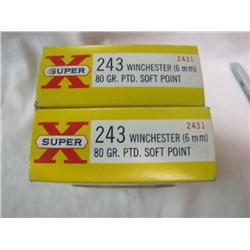 2431
X
SUPER
243 WINCHESTER (6 mm)
80 GR. PTD. SOFT POINT
2431
X
SUPER
243 WINCHESTER (6 mm)
80 GR. PTD. SOFT POINT